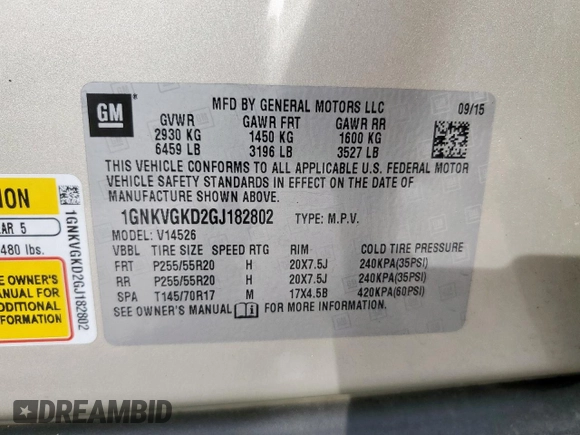 GM
MFD BY GENERAL MOTORS LLC 09/15
GVWR GAWR FRT GAWR RR
2930 KG 1450 KG 1600 KG
6459 LB 3196 LB 3527 LB
THIS VEHICLE CONFORMS TO ALL APPLICABLE U.S. FEDERAL MOTOR
VEHICLE SAFETY STANDARDS IN EFFECT ON THE DATE OF
MANUFACTURE SHOWN ABOVE.
1GNKVGKD2GJ182802 TYPE: M.P.V.
MODEL: V14526
VBBL TIRE SIZE SPEED RTG RIM COLD TIRE PRESSURE
FRT P255/55R20 H 20X7.5J 240KPA(35PSI)
RR P255/55R20 H 20X7.5J 240KPA(35PSI)
SPA T145/70R17 M 17X4.5B 420KPA(60PSI)
SEE OWNER'S MANUAL FOR MORE INFORMATION.
ION
AR 5
480 lbs.
E OWNER'S
ANUAL FOR
DDITIONAL
FORMATION
1GNKVGKD2GJ182802
DREAMBID